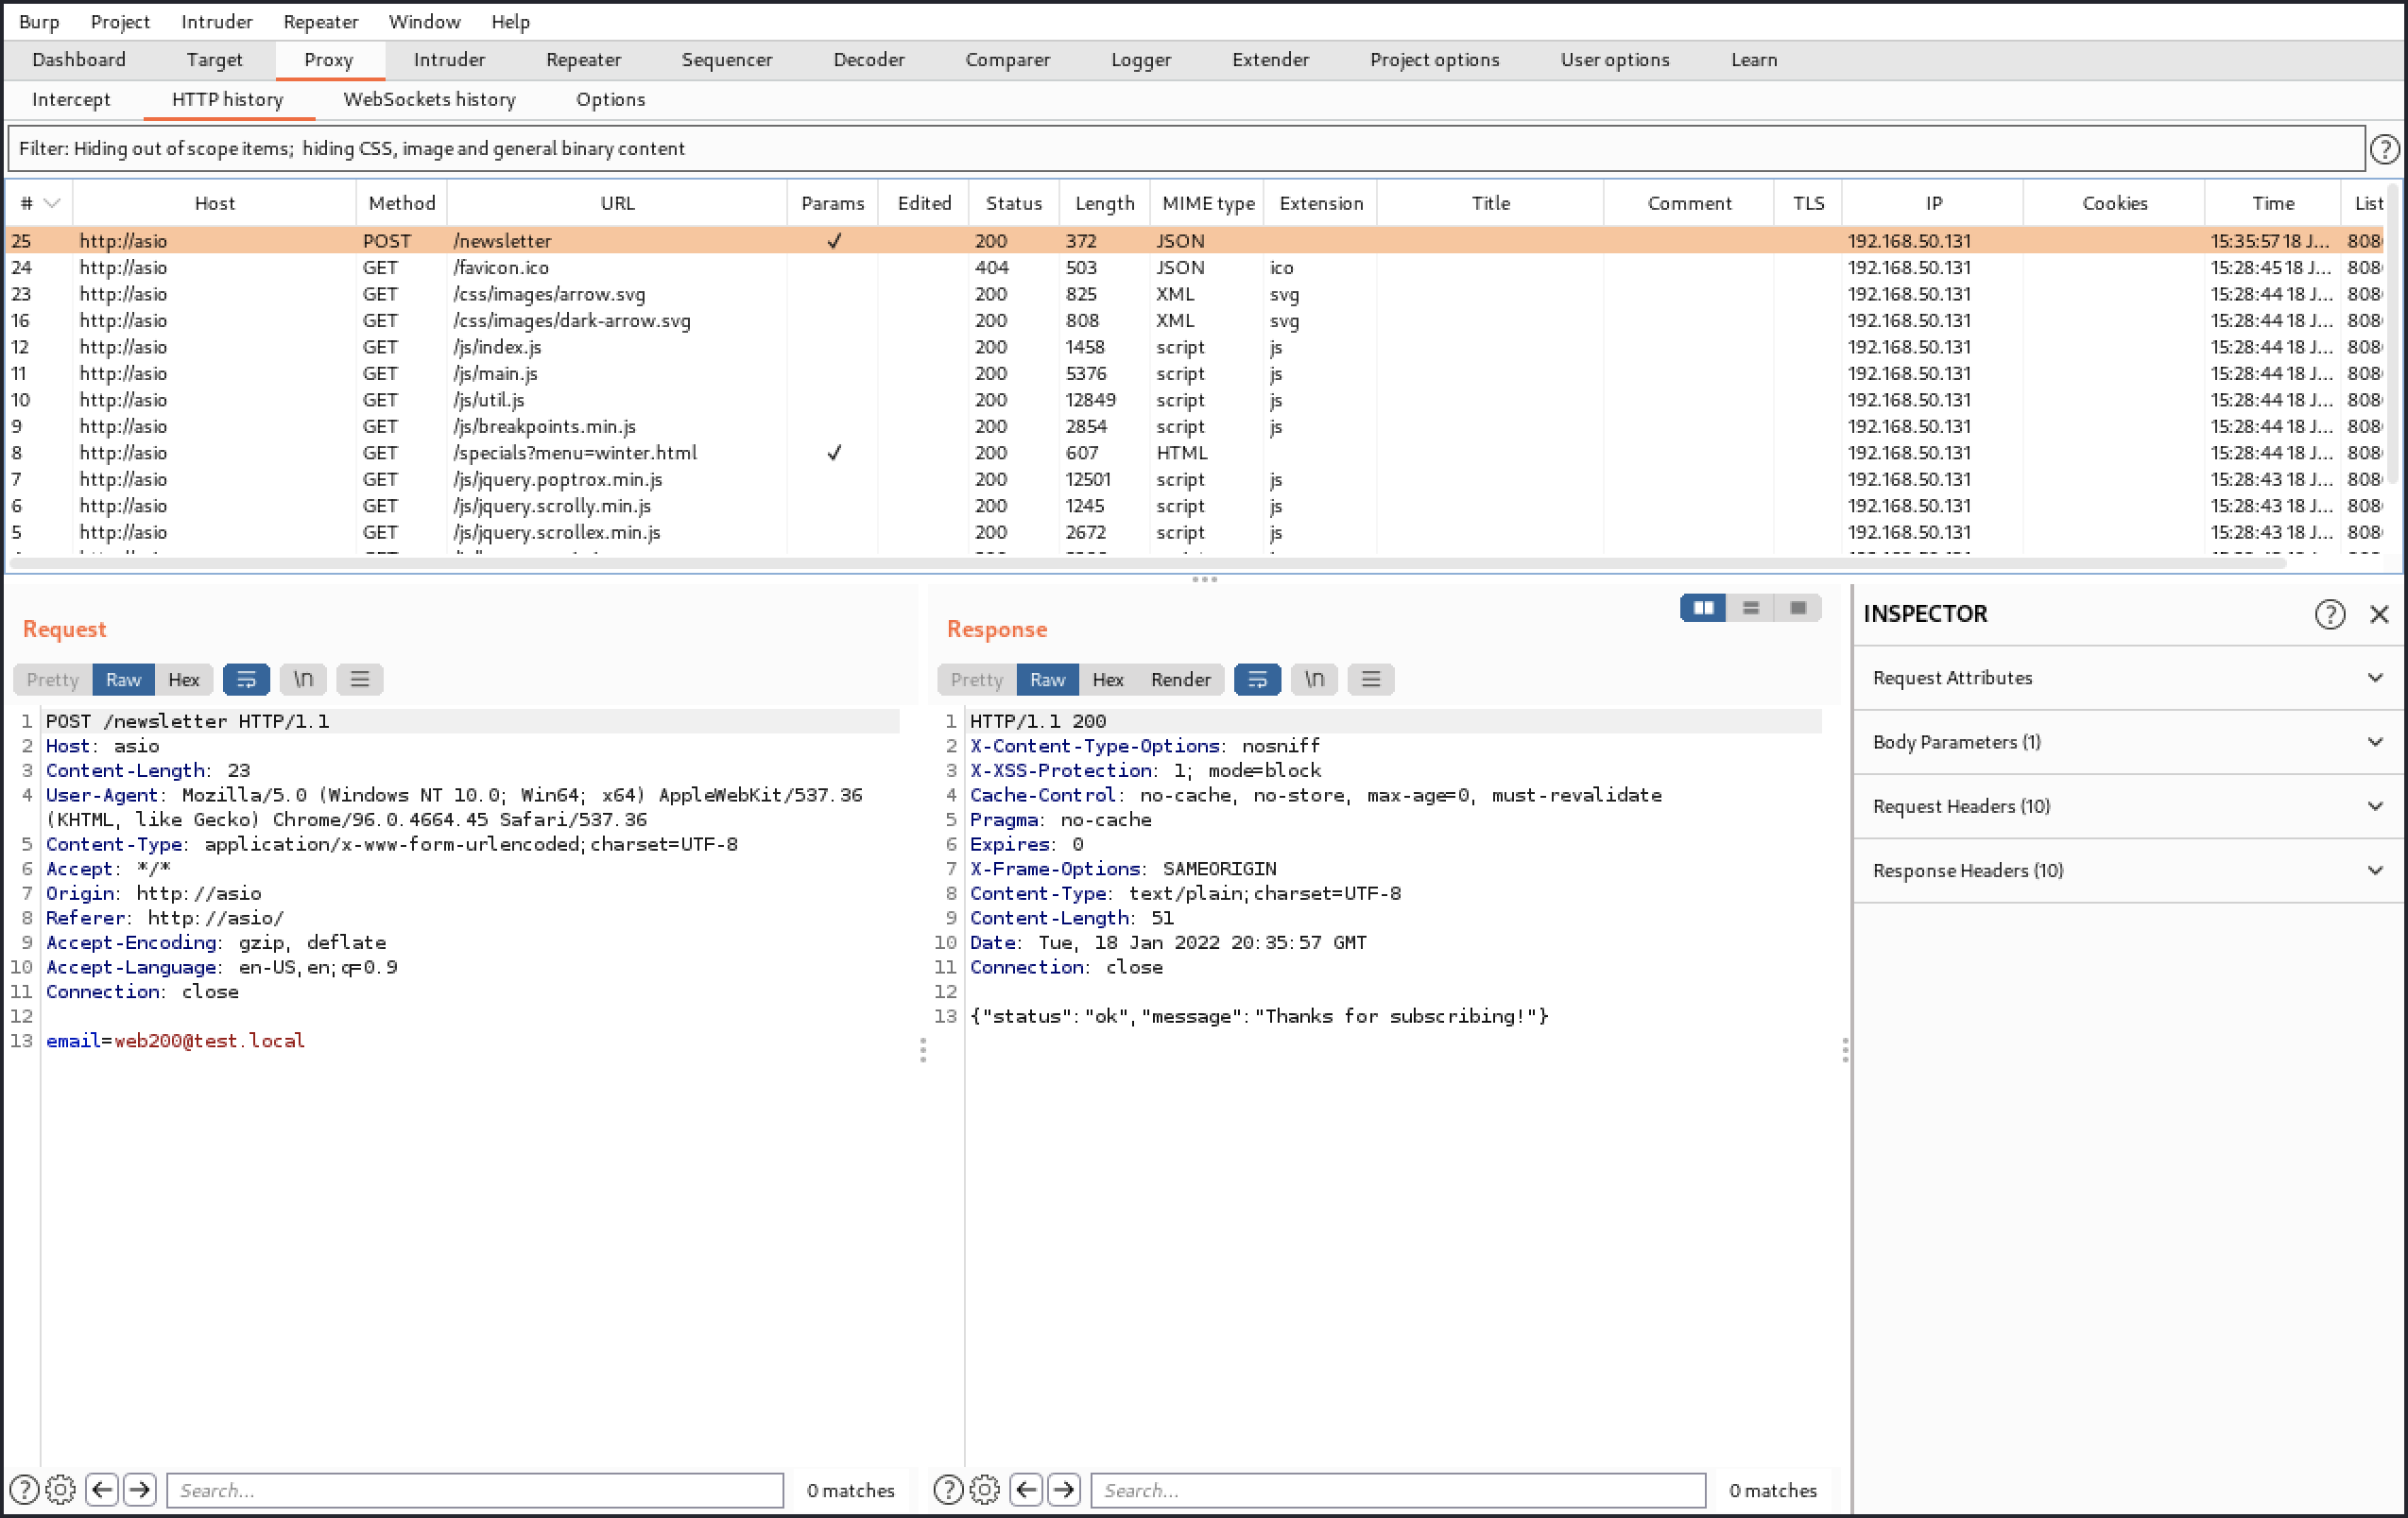 Burp Project Intruder Repeater Window Help
Dashboard Target Proxy Intruder Repeater Sequencer Decoder Comparer Logger Extender Project options User options Learn
Intercept HTTP history WebSockets history Options
Filter: Hiding out of scope items; hiding CSS, image and general binary content
# Host Method URL Params Edited Status Length MIME type Extension Title Comment TLS IP Cookies Time List
25 http://asio POST /newsletter ✓ 200 372 JSON 192.168.50.131 15:35:57 18 J... 808
24 http://asio GET /favicon.ico 404 503 JSON ico 192.168.50.131 15:28:45 18 J... 808
23 http://asio GET /css/images/arrow.svg 200 825 XML svg 192.168.50.131 15:28:44 18 J... 808
16 http://asio GET /css/images/dark-arrow.svg 200 808 XML svg 192.168.50.131 15:28:44 18 J... 808
12 http://asio GET /js/index.js 200 1458 script js 192.168.50.131 15:28:44 18 J... 808
11 http://asio GET /js/main.js 200 5376 script js 192.168.50.131 15:28:44 18 J... 808
10 http://asio GET /js/util.js 200 12849 script js 192.168.50.131 15:28:44 18 J... 808
9 http://asio GET /js/breakpoints.min.js 200 2854 script js 192.168.50.131 15:28:44 18 J... 808
8 http://asio GET /specials?menu=winter.html ✓ 200 607 HTML 192.168.50.131 15:28:44 18 J... 808
7 http://asio GET /js/jquery.poptrox.min.js 200 12501 script js 192.168.50.131 15:28:43 18 J... 808
6 http://asio GET /js/jquery.scrolly.min.js 200 1245 script js 192.168.50.131 15:28:43 18 J... 808
5 http://asio GET /js/jquery.scrollex.min.js 200 2672 script js 192.168.50.131 15:28:43 18 J... 808
Request
Pretty Raw Hex \n
1 POST /newsletter HTTP/1.1
2 Host: asio
3 Content-Length: 23
4 User-Agent: Mozilla/5.0 (Windows NT 10.0; Win64; x64) AppleWebKit/537.36
(KHTML, like Gecko) Chrome/96.0.4664.45 Safari/537.36
5 Content-Type: application/x-www-form-urlencoded;charset=UTF-8
6 Accept: */*
7 Origin: http://asio
8 Referer: http://asio/
9 Accept-Encoding: gzip, deflate
10 Accept-Language: en-US,en;q=0.9
11 Connection: close
12
13 email=web200@test.local
Search... 0 matches
Response
Pretty Raw Hex Render \n
1 HTTP/1.1 200
2 X-Content-Type-Options: nosniff
3 X-XSS-Protection: 1; mode=block
4 Cache-Control: no-cache, no-store, max-age=0, must-revalidate
5 Pragma: no-cache
6 Expires: 0
7 X-Frame-Options: SAMEORIGIN
8 Content-Type: text/plain;charset=UTF-8
9 Content-Length: 51
10 Date: Tue, 18 Jan 2022 20:35:57 GMT
11 Connection: close
12
13 {"status":"ok","message":"Thanks for subscribing!"}
Search... 0 matches
INSPECTOR
Request Attributes
Body Parameters (1)
Request Headers (10)
Response Headers (10)